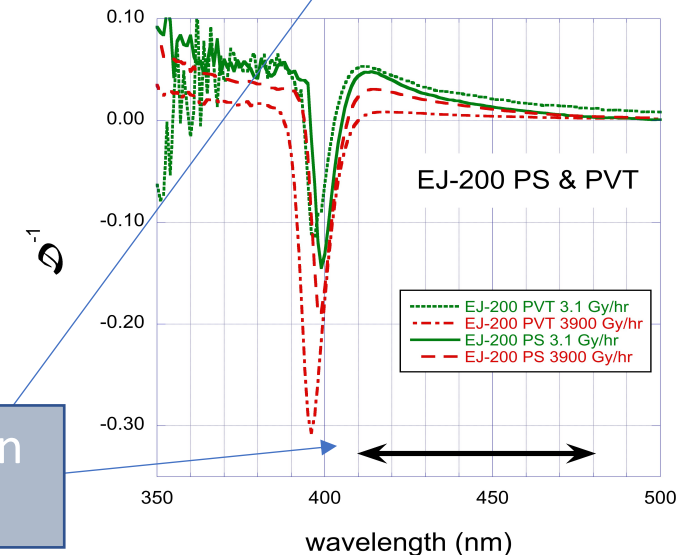 0.10
0.00
-0.10
-0.20
-0.30
𝒟⁻¹
EJ-200 PS & PVT
EJ-200 PVT 3.1 Gy/hr
EJ-200 PVT 3900 Gy/hr
EJ-200 PS 3.1 Gy/hr
EJ-200 PS 3900 Gy/hr
n
350 400 450 500
wavelength (nm)